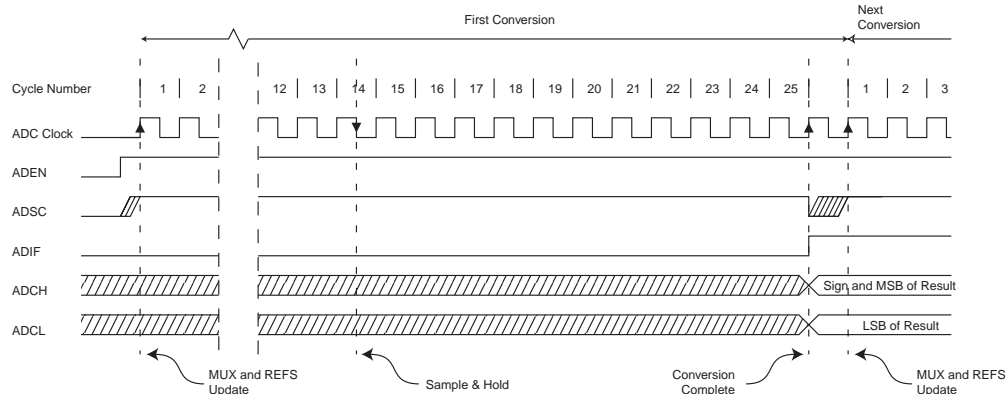 First Conversion
Next
Conversion
Cycle Number 1 2 12 13 14 15 16 17 18 19 20 21 22 23 24 25 1 2 3
ADC Clock
ADEN
ADSC
ADIF
ADCH Sign and MSB of Result
ADCL LSB of Result
MUX and REFS
Update
Sample & Hold
Conversion
Complete
MUX and REFS
Update